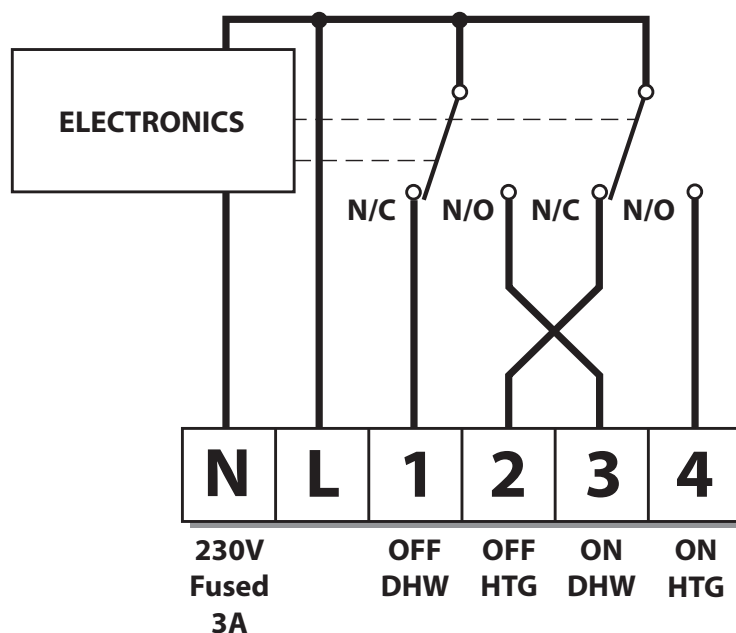 ELECTRONICS
N/C N/O N/C N/O
N L 1 2 3 4
230V OFF OFF ON ON
Fused DHW HTG DHW HTG
3A